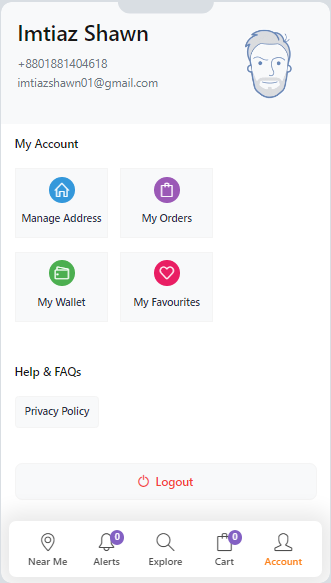 Imtiaz Shawn
+8801881404618
imtiazshawn01@gmail.com
My Account
Manage Address
My Orders
My Wallet
My Favourites
Help & FAQs
Privacy Policy
Logout
0 0
Near Me Alerts Explore Cart Account